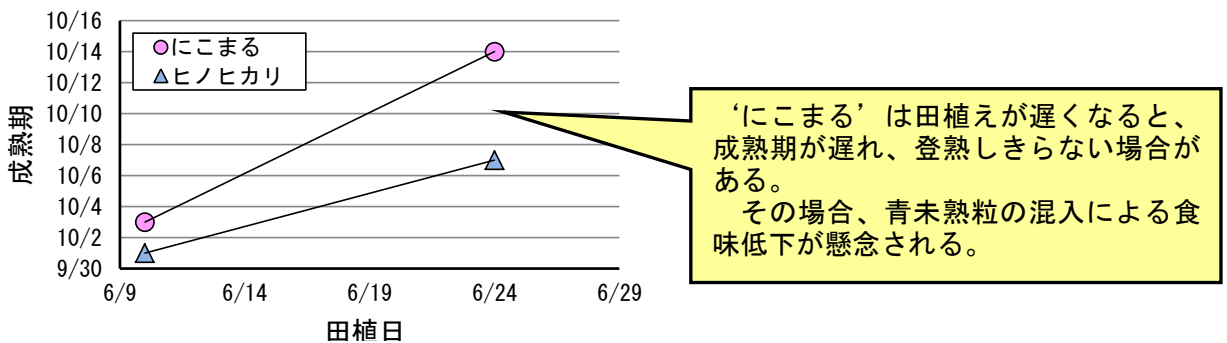 10/16
10/14
10/12
10/10
10/8
10/6
10/4
10/2
9/30
成熟期
にこまる
ヒノヒカリ
6/9 6/14 6/19 6/24 6/29
田植日
‘にこまる’は田植えが遅くなると、
成熟期が遅れ、登熟しきらない場合が
ある。
その場合、青未熟粒の混入による食
味低下が懸念される。